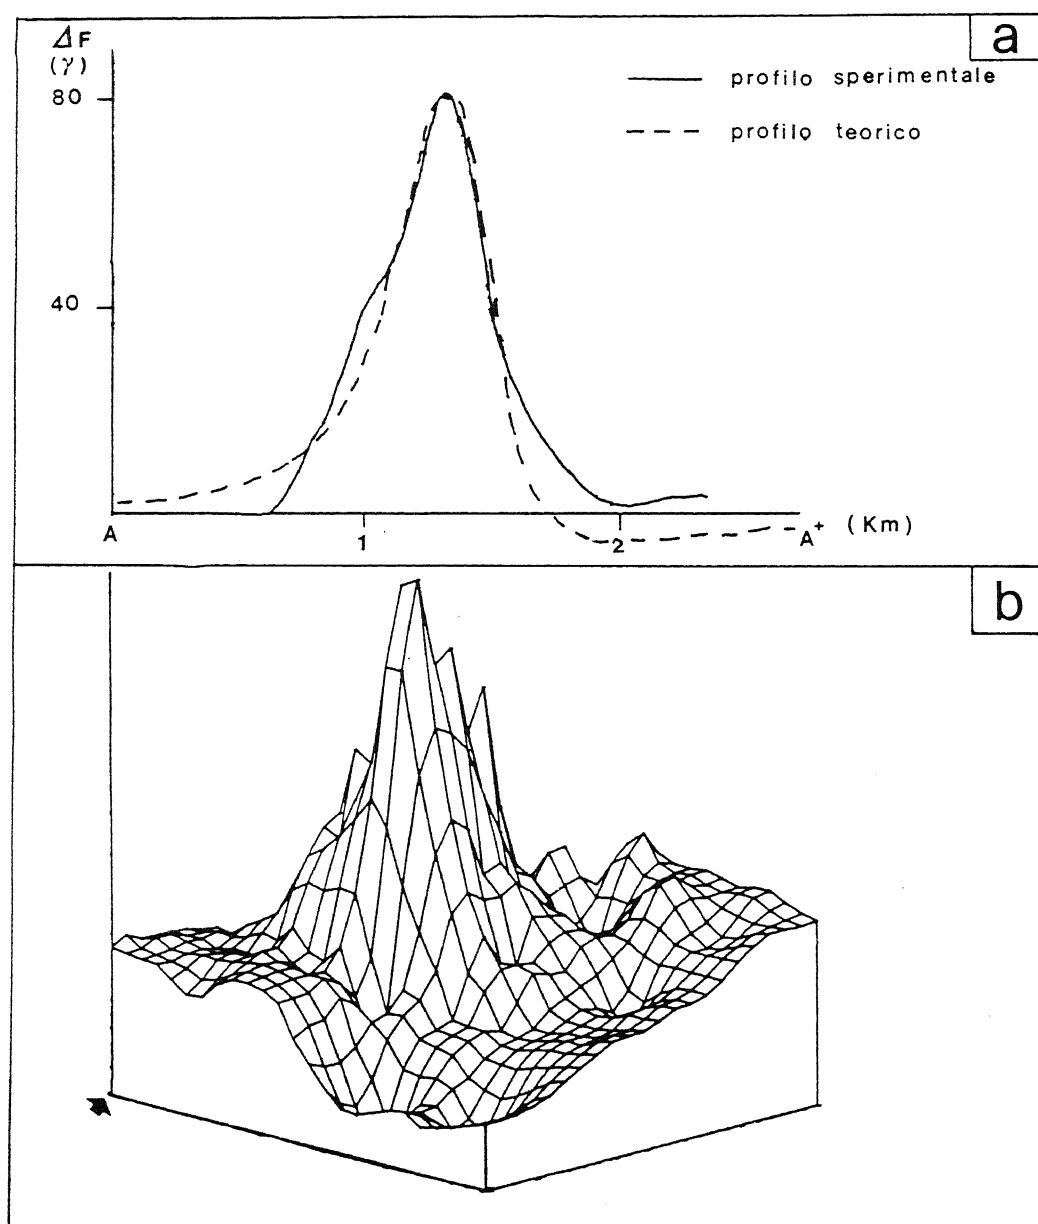 a
ΔF
(γ)
80
40
profilo sperimentale
profilo teorico
A
1
2
A+ (Km)
b